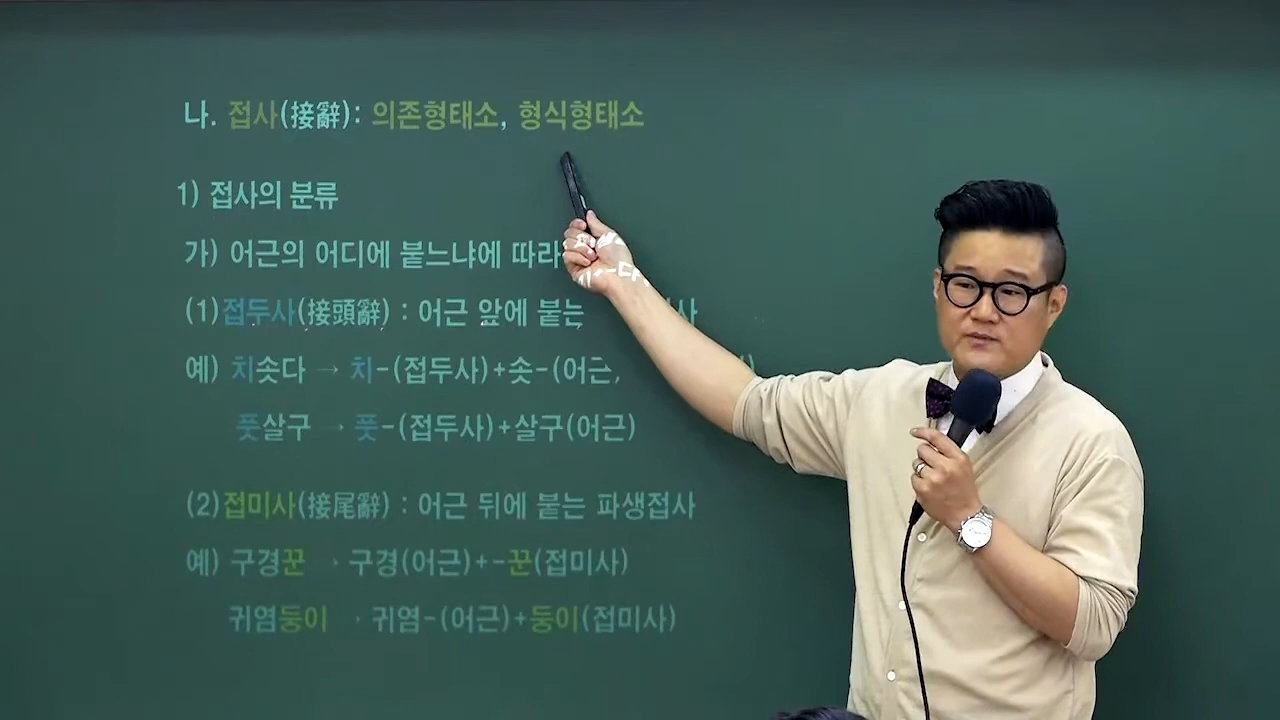 나. 접사(接辭): 의존형태소, 형식형태소
1) 접사의 분류
가) 어근의 어디에 붙느냐에 따라
(1)접두사(接頭辭) : 어근 앞에 붙는
예) 치솟다 → 치-(접두사)+솟-(어근
풋살구 → 풋-(접두사)+살구(어근)
(2)접미사(接尾辭) : 어근 뒤에 붙는 파생접사
예) 구경꾼 → 구경(어근)+-꾼(접미사)
귀염둥이 → 귀염-(어근)+둥이(접미사)